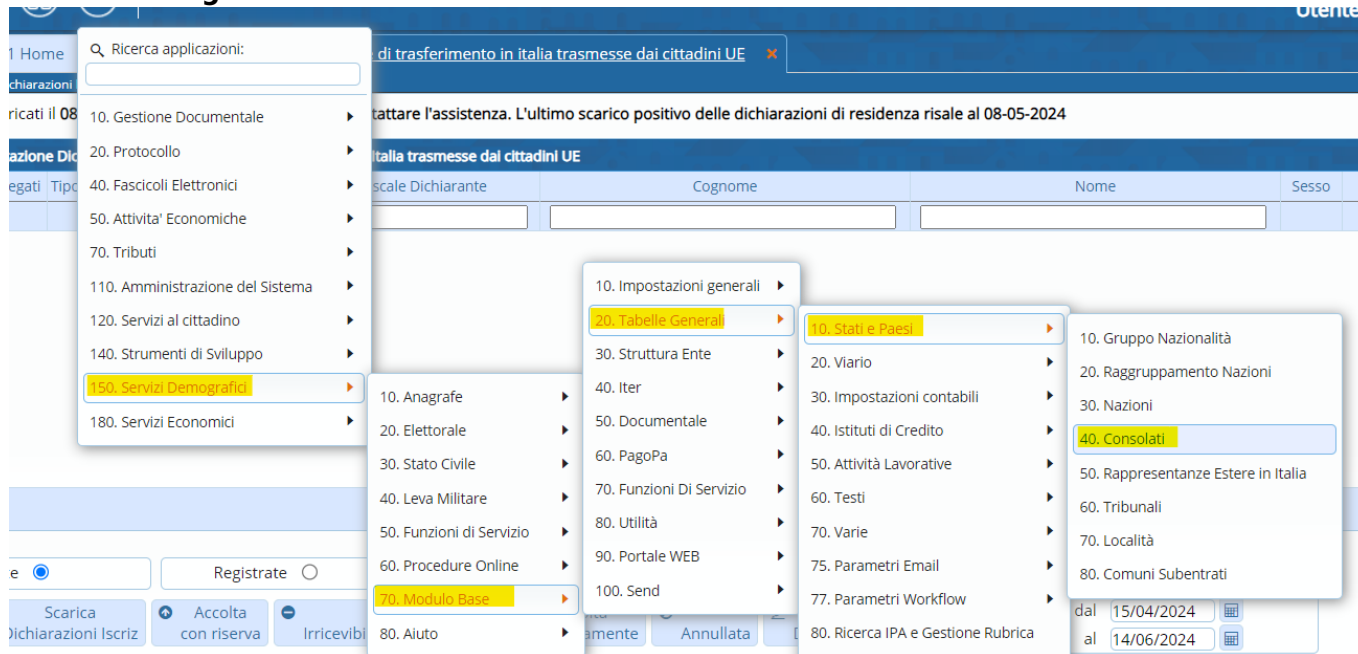 Utente
1 Home
Ricerca applicazioni:
di trasferimento in italia trasmesse dai cittadini UE
ricati il 08
tattare l'assistenza. L'ultimo scarico positivo delle dichiarazioni di residenza risale al 08-05-2024
Italia trasmesse dai cittadini UE
egati Tipo
scale Dichiarante
Cognome
Nome
Sesso
10. Gestione Documentale
20. Protocollo
40. Fascicoli Elettronici
50. Attivita' Economiche
70. Tributi
110. Amministrazione del Sistema
120. Servizi al cittadino
140. Strumenti di Sviluppo
150. Servizi Demografici
180. Servizi Economici
10. Anagrafe
20. Elettorale
30. Stato Civile
40. Leva Militare
50. Funzioni di Servizio
60. Procedure Online
70. Modulo Base
80. Aiuto
10. Impostazioni generali
20. Tabelle Generali
30. Struttura Ente
40. Iter
50. Documentale
60. PagoPa
70. Funzioni Di Servizio
80. Utilità
90. Portale WEB
100. Send
10. Stati e Paesi
20. Viario
30. Impostazioni contabili
40. Istituti di Credito
50. Attività Lavorative
60. Testi
70. Varie
75. Parametri Email
77. Parametri Workflow
80. Ricerca IPA e Gestione Rubrica
10. Gruppo Nazionalità
20. Raggruppamento Nazioni
30. Nazioni
40. Consolati
50. Rappresentanze Estere in Italia
60. Tribunali
70. Località
80. Comuni Subentrati
e
Registrate
Scarica
Dichiarazioni Iscriz
Accolta
con riserva
Irricevibi
amente
Annullata
dal 15/04/2024
al 14/06/2024